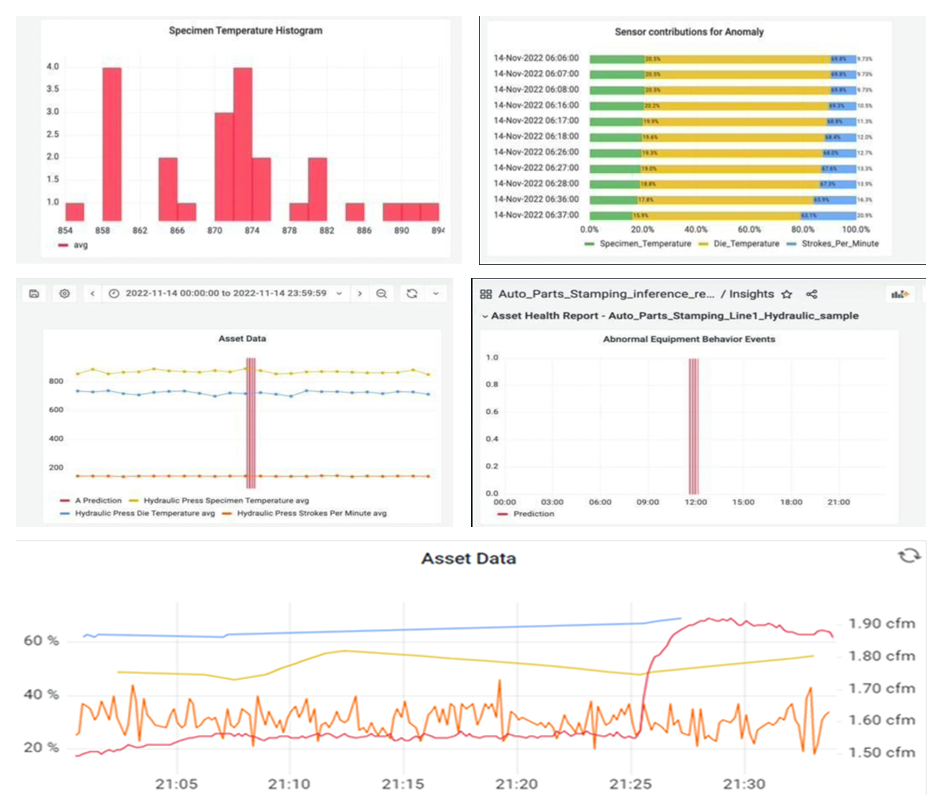 Specimen Temperature Histogram
4.0
3.5
3.0
2.5
2.0
1.5
1.0
854 858 862 866 870 874 878 882 886 890 894
avg
Sensor contributions for Anomaly
14-Nov-2022 06:06:00 20.5% 69.8% 9.73%
14-Nov-2022 06:07:00 20.5% 69.8% 9.73%
14-Nov-2022 06:08:00 20.5% 69.8% 9.73%
14-Nov-2022 06:16:00 20.2% 69.3% 10.5%
14-Nov-2022 06:17:00 19.9% 68.8% 11.3%
14-Nov-2022 06:18:00 19.6% 68.4% 12.0%
14-Nov-2022 06:26:00 19.3% 68.0% 12.7%
14-Nov-2022 06:27:00 19.0% 67.6% 13.3%
14-Nov-2022 06:28:00 18.8% 67.3% 13.9%
14-Nov-2022 06:36:00 17.8% 65.9% 16.3%
14-Nov-2022 06:37:00 15.9% 63.1% 20.9%
0.0% 20.0% 40.0% 60.0% 80.0% 100.0%
Specimen_Temperature Die_Temperature Strokes_Per_Minute
2022-11-14 00:00:00 to 2022-11-14 23:59:59
Asset Data
800
600
400
200
A Prediction Hydraulic Press Specimen Temperature avg
Hydraulic Press Die Temperature avg Hydraulic Press Strokes Per Minute avg
Auto_Parts_Stamping_inference_re... / Insights
Asset Health Report - Auto_Parts_Stamping_Line1_Hydraulic_sample
Abnormal Equipment Behavior Events
1.0
0.8
0.6
0.4
0.2
0.0
00:00 03:00 06:00 09:00 12:00 15:00 18:00 21:00
Prediction
Asset Data
60 % 1.90 cfm
1.80 cfm
40 % 1.70 cfm
1.60 cfm
20 % 1.50 cfm
21:05 21:10 21:15 21:20 21:25 21:30